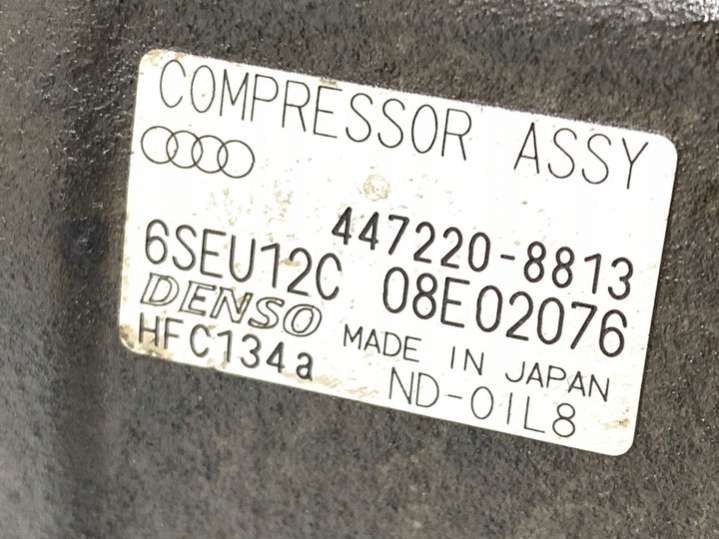 COMPRESSOR ASSY
447220-8813
6SEU12C 08E02076
DENSO MADE IN JAPAN
HFC134a ND-OIL8